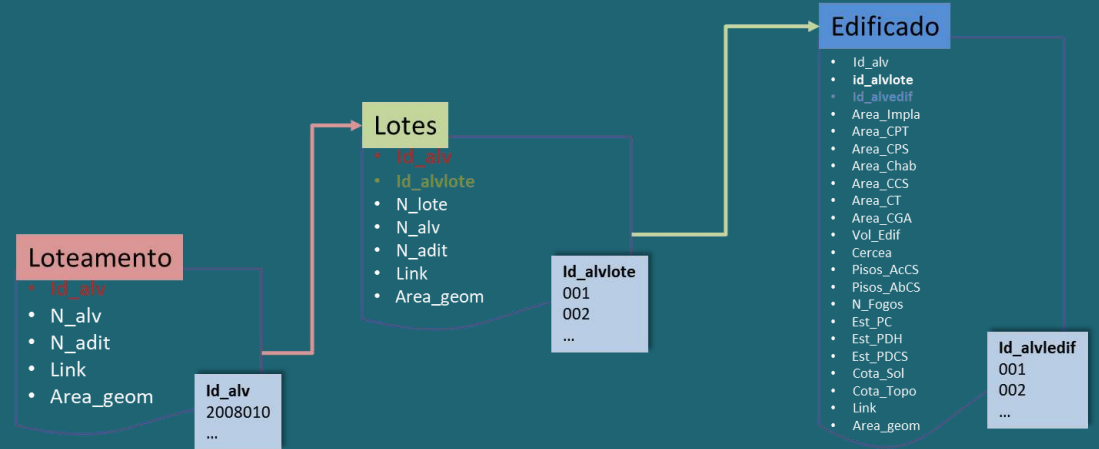 Loteamento
Id_alv
N_alv
N_adit
Link
Area_geom
Id_alv
2008010
...
Lotes
Id_alv
Id_alvlote
N_lote
N_alv
N_adit
Link
Area_geom
Id_alvlote
001
002
...
Edificado
Id_alv
id_alvlote
Id_alvedif
Area_Impla
Area_CPT
Area_CPS
Area_Chab
Area_CCS
Area_CT
Area_CGA
Vol_Edif
Cercea
Pisos_AcCS
Pisos_AbCS
N_Fogos
Est_PC
Est_PDH
Est_PDCS
Cota_Sol
Cota_Topo
Link
Area_geom
Id_alvledif
001
002
...